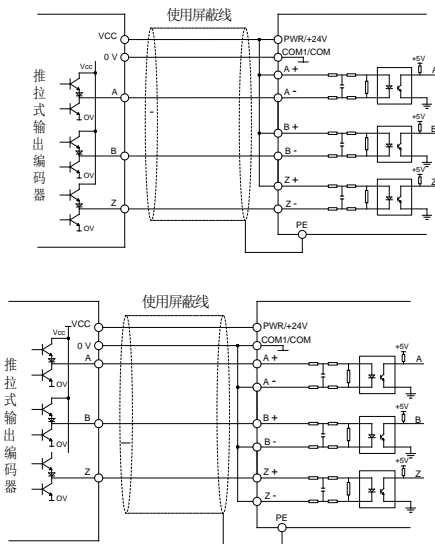 使用屏蔽线
VCC
PWR/+24V
0 V
COM1/COM
Vcc
+5V
A +
A
A
A -
OV
+5V
B +
B
B
B -
OV
+5V
Z +
Z
Z
Z -
OV
PE
推拉式输出编码器
使用屏蔽线
VCC
PWR/+24V
Vcc
0 V
COM1/COM
+5V
A
A +
A
A -
OV
+5V
B
B +
B
B -
OV
+5V
Z
Z +
Z
Z -
OV
PE
推拉式输出编码器